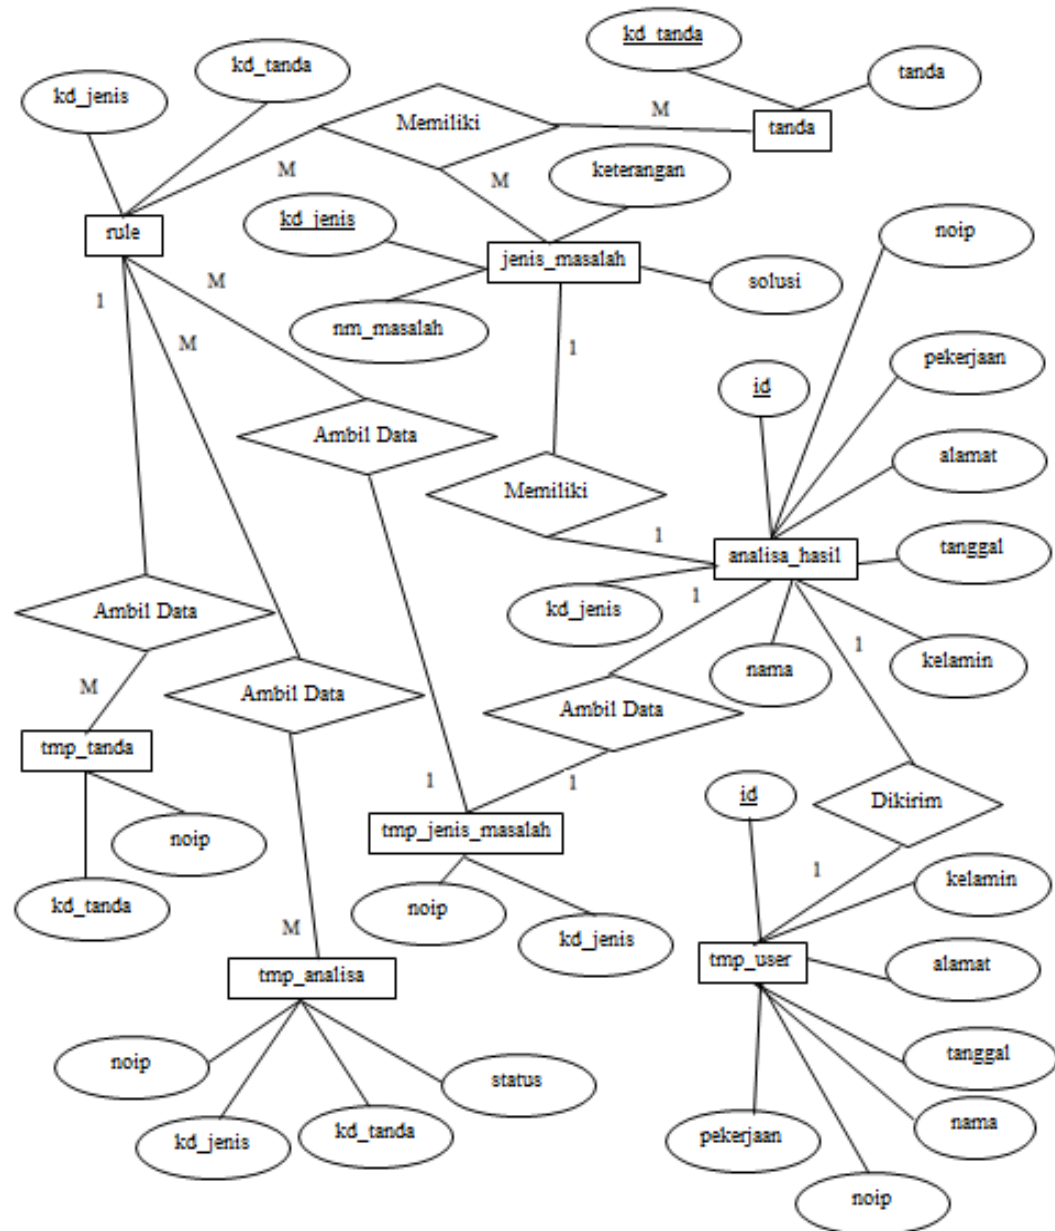 kd_tanda
kd_tanda
tanda
kd_jenis
M
Memiliki
tanda
M
M
keterangan
kd_jenis
rule
noip
jenis_masalah
M
solusi
1
nm_masalah
M
1
pekerjaan
id
Ambil Data
alamat
Memiliki
1
tanggal
analisa_hasil
1
kd_jenis
Ambil Data
1
kelamin
nama
M
Ambil Data
Ambil Data
tmp_tanda
1
1
id
Dikirim
tmp_jenis_masalah
noip
1
kelamin
kd_tanda
noip
M
kd_jenis
tmp_user
alamat
tmp_analisa
tanggal
noip
status
nama
kd_jenis
kd_tanda
pekerjaan
noip